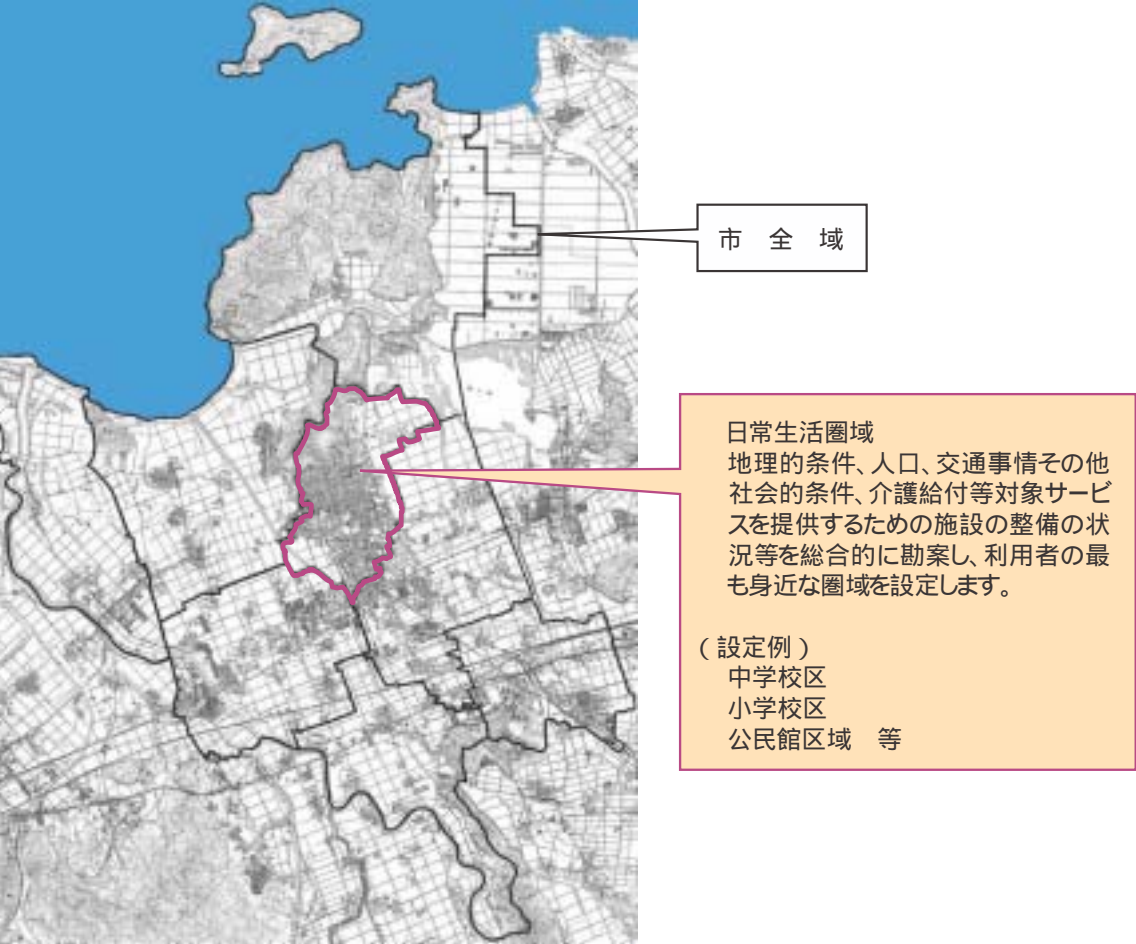 市 全 域
日常生活圏域
地理的条件、人口、交通事情その他
社会的条件、介護給付等対象サービ
スを提供するための施設の整備の状
況等を総合的に勘案し、利用者の最
も身近な圏域を設定します。
(設定例)
中学校区
小学校区
公民館区域 等